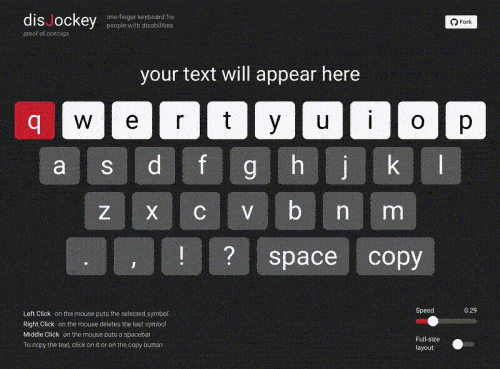 disJockey
one-finger keyboard for
people with disabilities
Fork
your text will appear here
q w e r t y u i o p
a s d f g h j k l
z x c v b n m
. , ! ? space copy
Left Click on the mouse puts the selected symbol
Right Click on the mouse deletes the last symbol
Middle Click on the mouse puts a spacebar
To copy the text, click on it or on the copy button
Speed 0.29
Full-size
layout